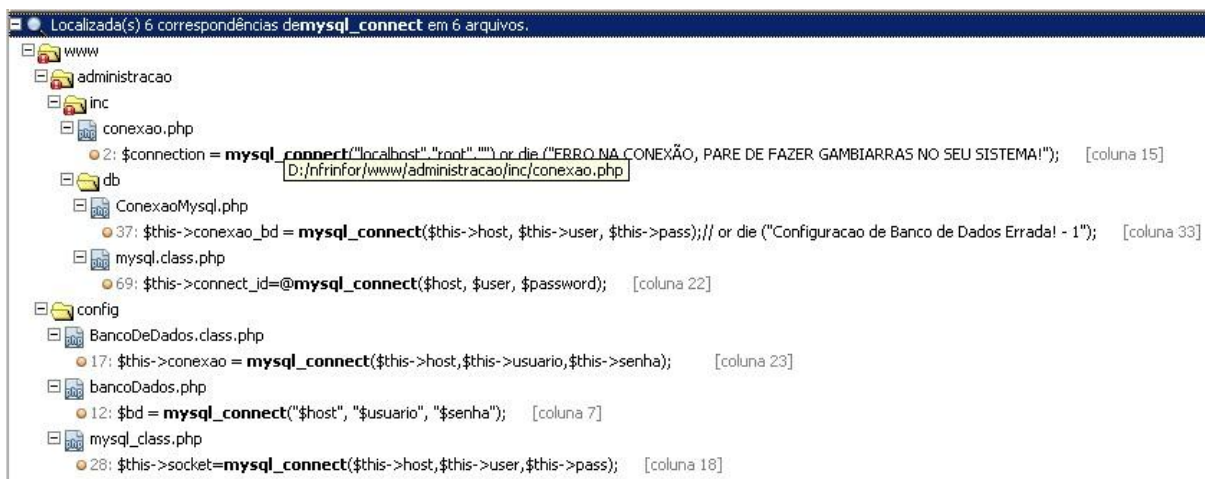 Localizada(s) 6 correspondências demysql_connect em 6 arquivos.
www
administracao
inc
conexao.php
2: $connection = mysql_connect("localhost","root","") or die ("ERRO NA CONEXÃO, PARE DE FAZER GAMBIARRAS NO SEU SISTEMA!"); [coluna 15]
D:/nfrinfor/www/administracao/inc/conexao.php
db
ConexaoMysql.php
37: $this->conexao_bd = mysql_connect($this->host, $this->user, $this->pass);// or die ("Configuracao de Banco de Dados Errada! - 1"); [coluna 33]
mysql.class.php
69: $this->connect_id=@mysql_connect($host, $user, $password); [coluna 22]
config
BancoDeDados.class.php
17: $this->conexao = mysql_connect($this->host,$this->usuario,$this->senha); [coluna 23]
bancoDados.php
12: $bd = mysql_connect("$host", "$usuario", "$senha"); [coluna 7]
mysql_class.php
28: $this->socket=mysql_connect($this->host,$this->user,$this->pass); [coluna 18]